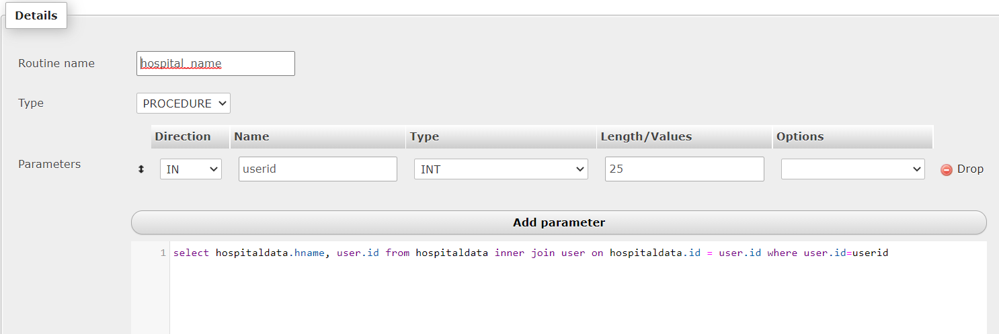 Details
Routine name hospital_name
Type PROCEDURE
Direction Name Type Length/Values Options
Parameters IN userid INT 25 Drop
Add parameter
1 select hospitaldata.hname, user.id from hospitaldata inner join user on hospitaldata.id = user.id where user.id=userid